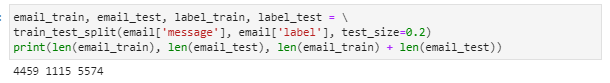 email_train, email_test, label_train, label_test = \
train_test_split(email['message'], email['label'], test_size=0.2)
print(len(email_train), len(email_test), len(email_train) + len(email_test))
4459 1115 5574